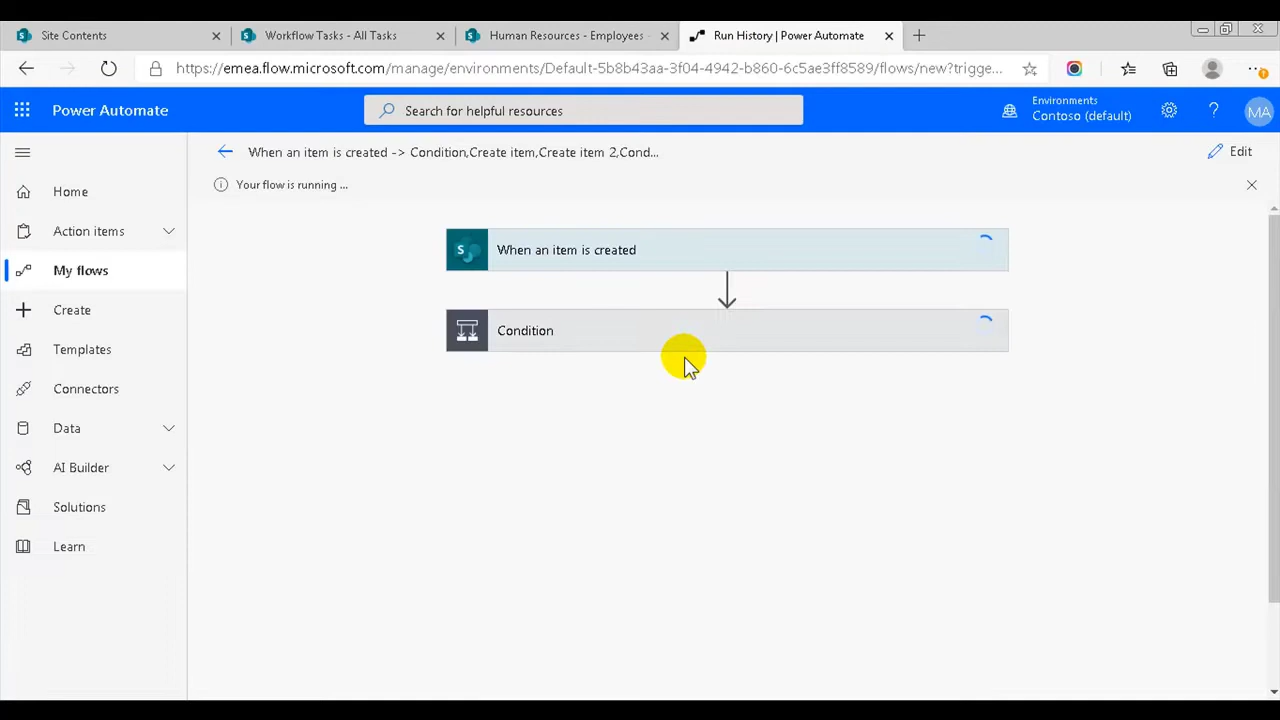 Site Contents
Workflow Tasks - All Tasks
Human Resources - Employees -
Run History | Power Automate
https://emea.flow.microsoft.com/manage/environments/Default-5b8b43aa-3f04-4942-b860-6c5ae3ff8589/flows/new?trigge...
Power Automate
Search for helpful resources
Environments
Contoso (default)
MA
When an item is created -> Condition,Create item,Create item 2,Cond...
Edit
Your flow is running ...
Home
Action items
My flows
Create
Templates
Connectors
Data
AI Builder
Solutions
Learn
S
When an item is created
Condition